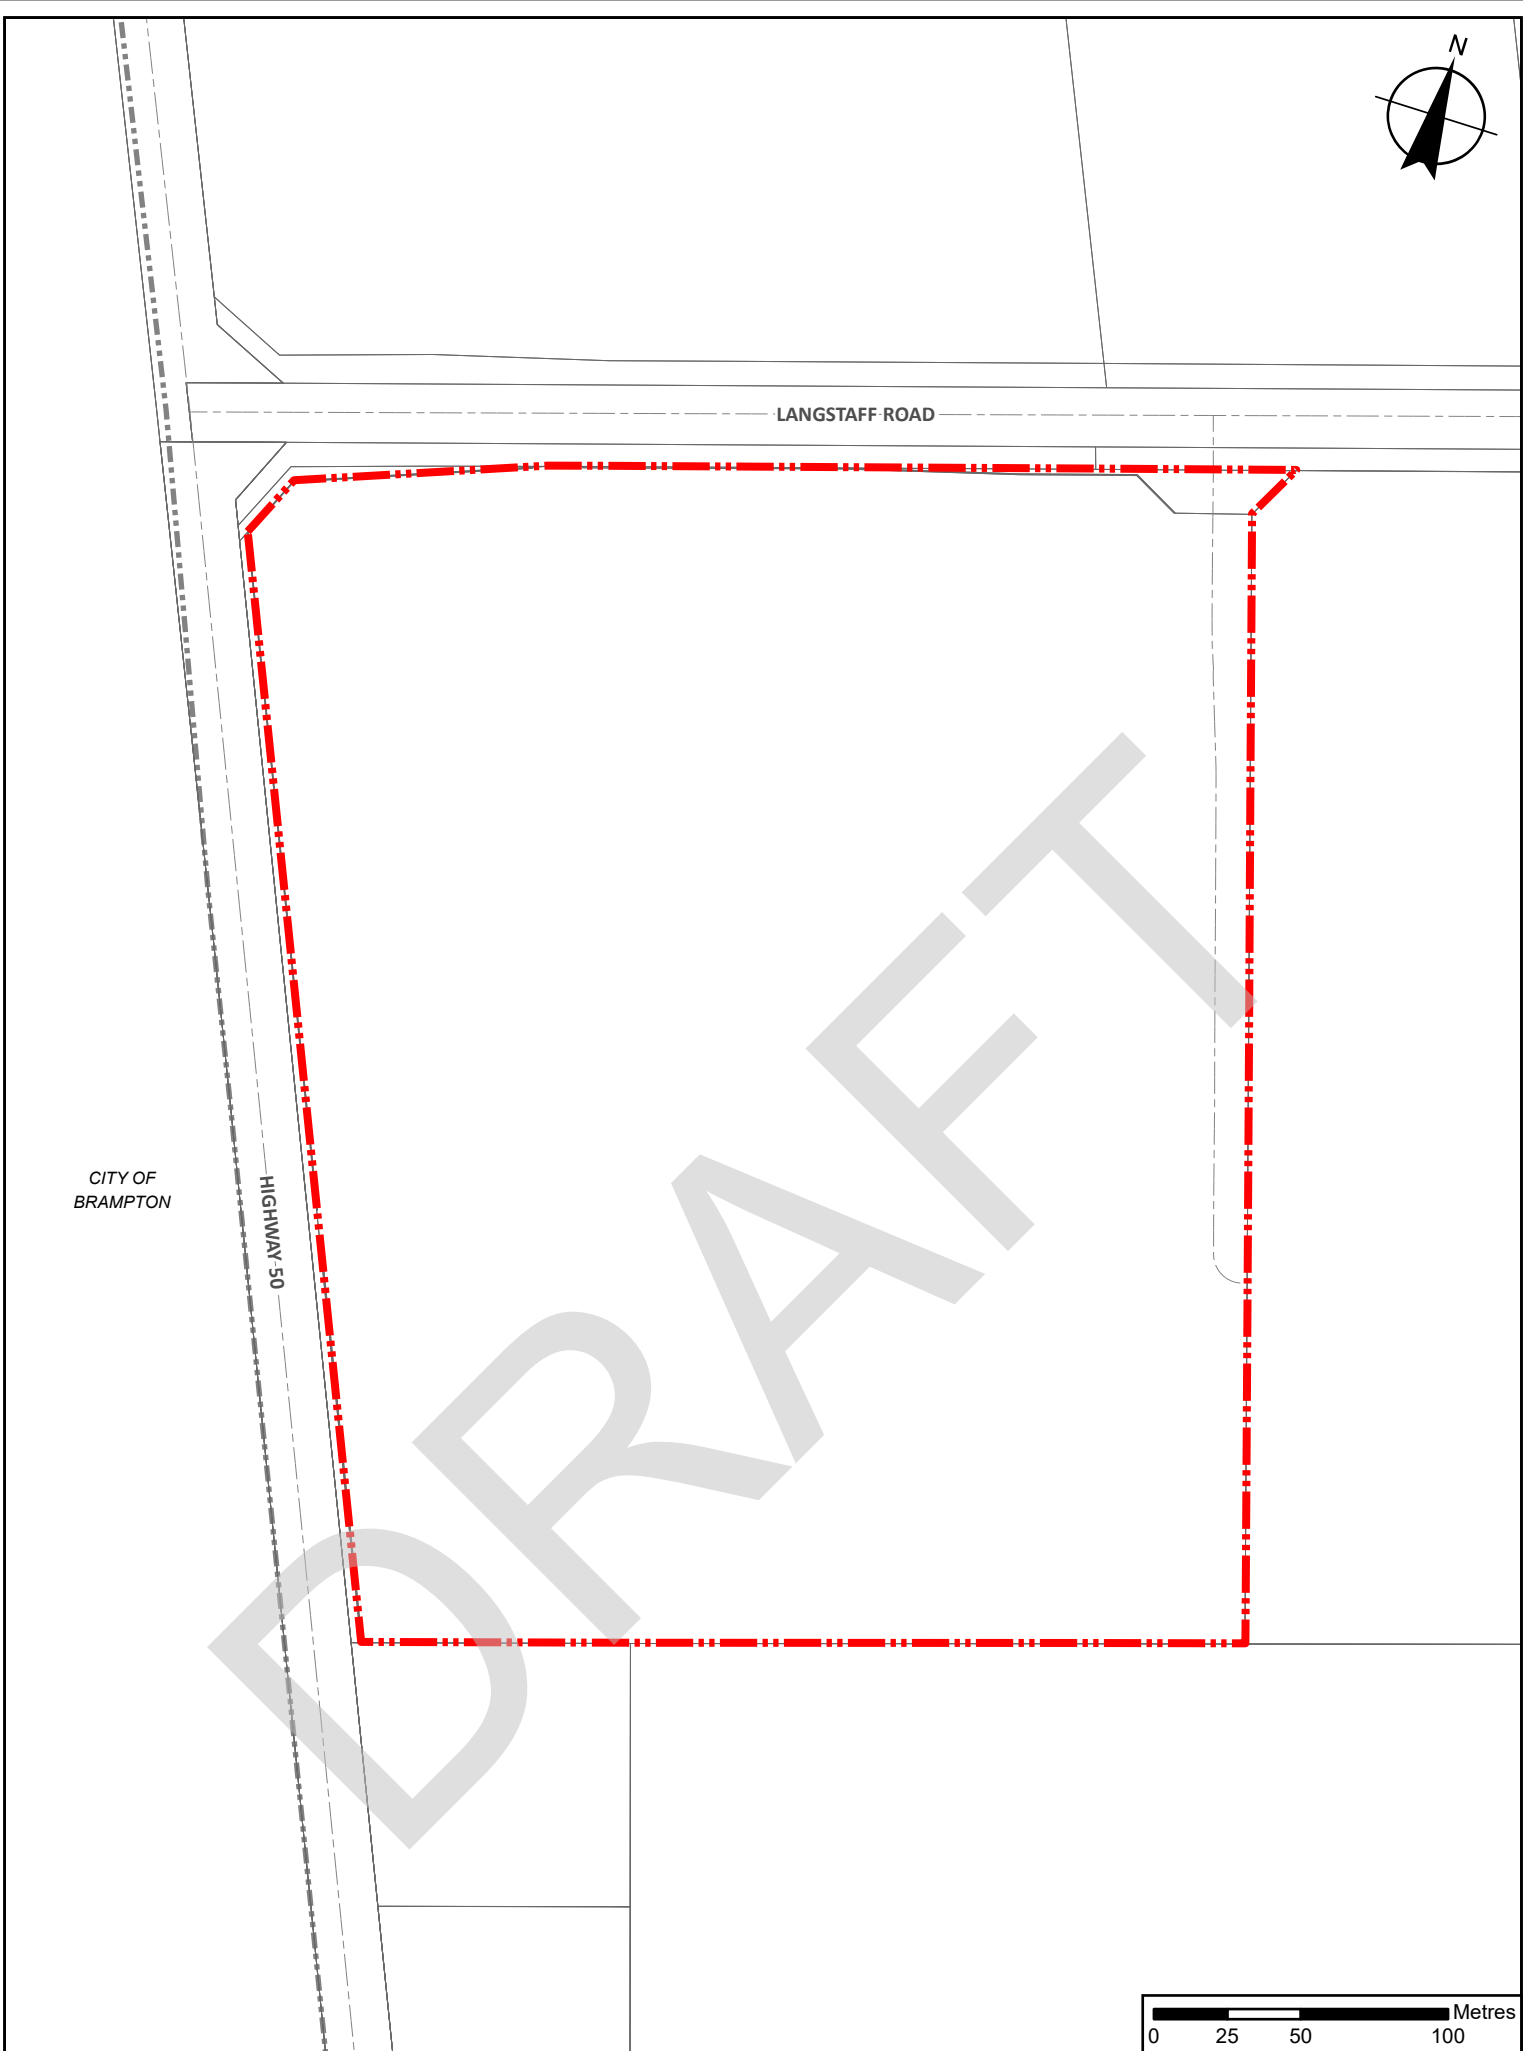 N
LANGSTAFF ROAD
CITY OF
BRAMPTON
HIGHWAY 50
DRAFT
Metres
0 25 50 100